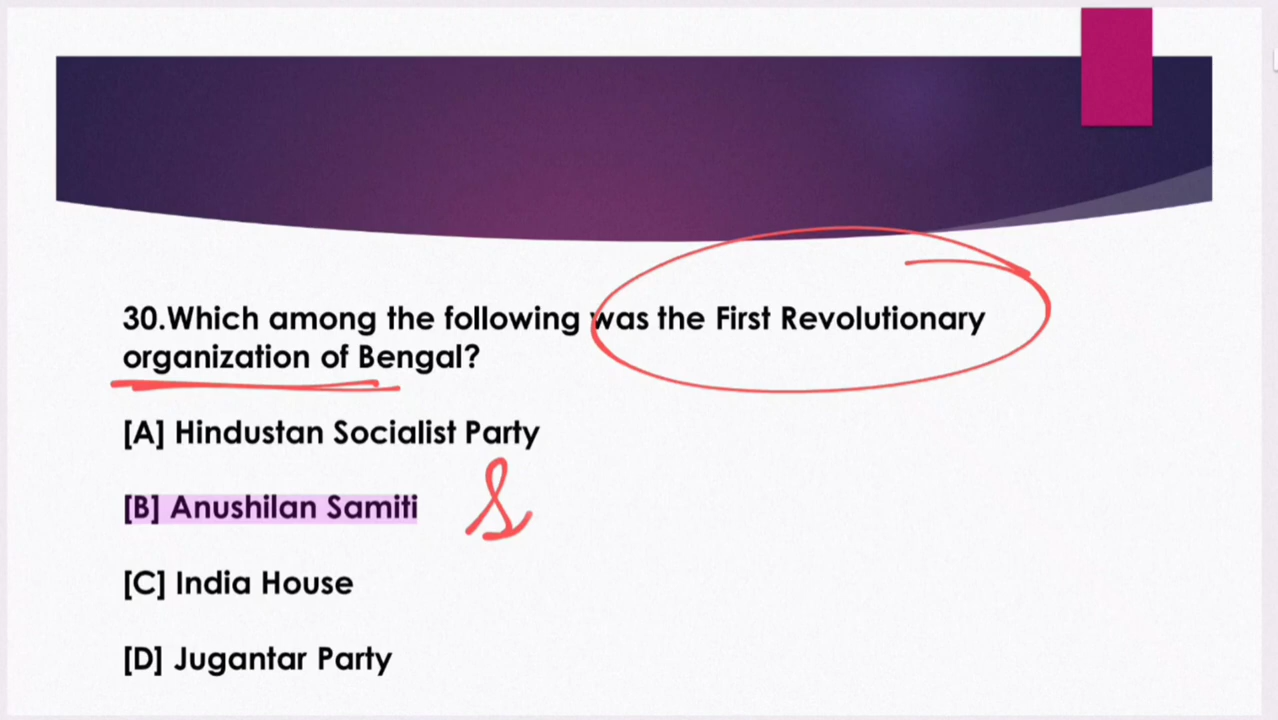 30.Which among the following was the First Revolutionary
organization of Bengal?
[A] Hindustan Socialist Party
[B] Anushilan Samiti
[C] India House
[D] Jugantar Party